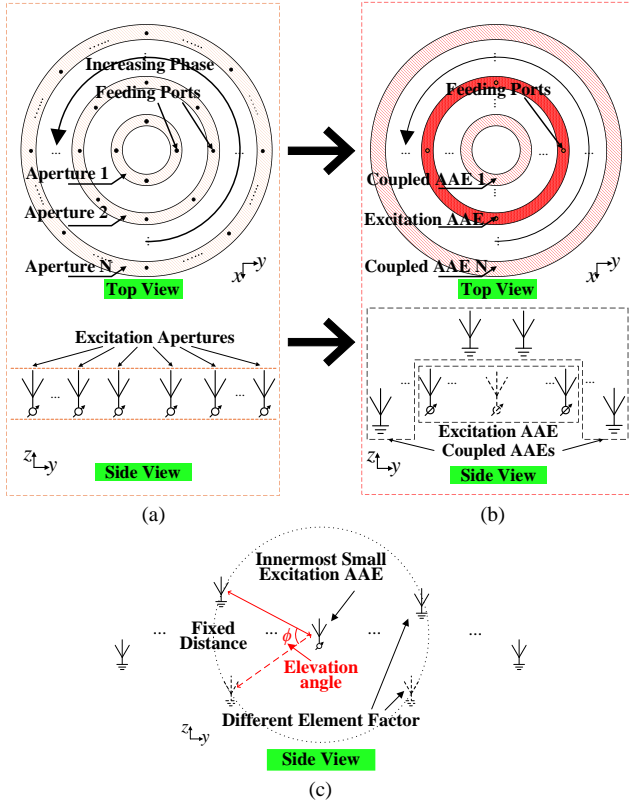 Increasing Phase
Feeding Ports
...
...
Aperture 1
Aperture 2
Aperture N
x y
Top View
Excitation Apertures
... ...
z y
Side View
(a)
Feeding Ports
...
...
Coupled AAE 1
Excitation AAE
Coupled AAE N
x y
Top View
... ... ... ...
Excitation AAE
Coupled AAEs
z y
Side View
(b)
Innermost Small
Excitation AAE
... ... ϕ ... ...
Fixed
Distance
Elevation
angle
Different Element Factor
z y
Side View
(c)